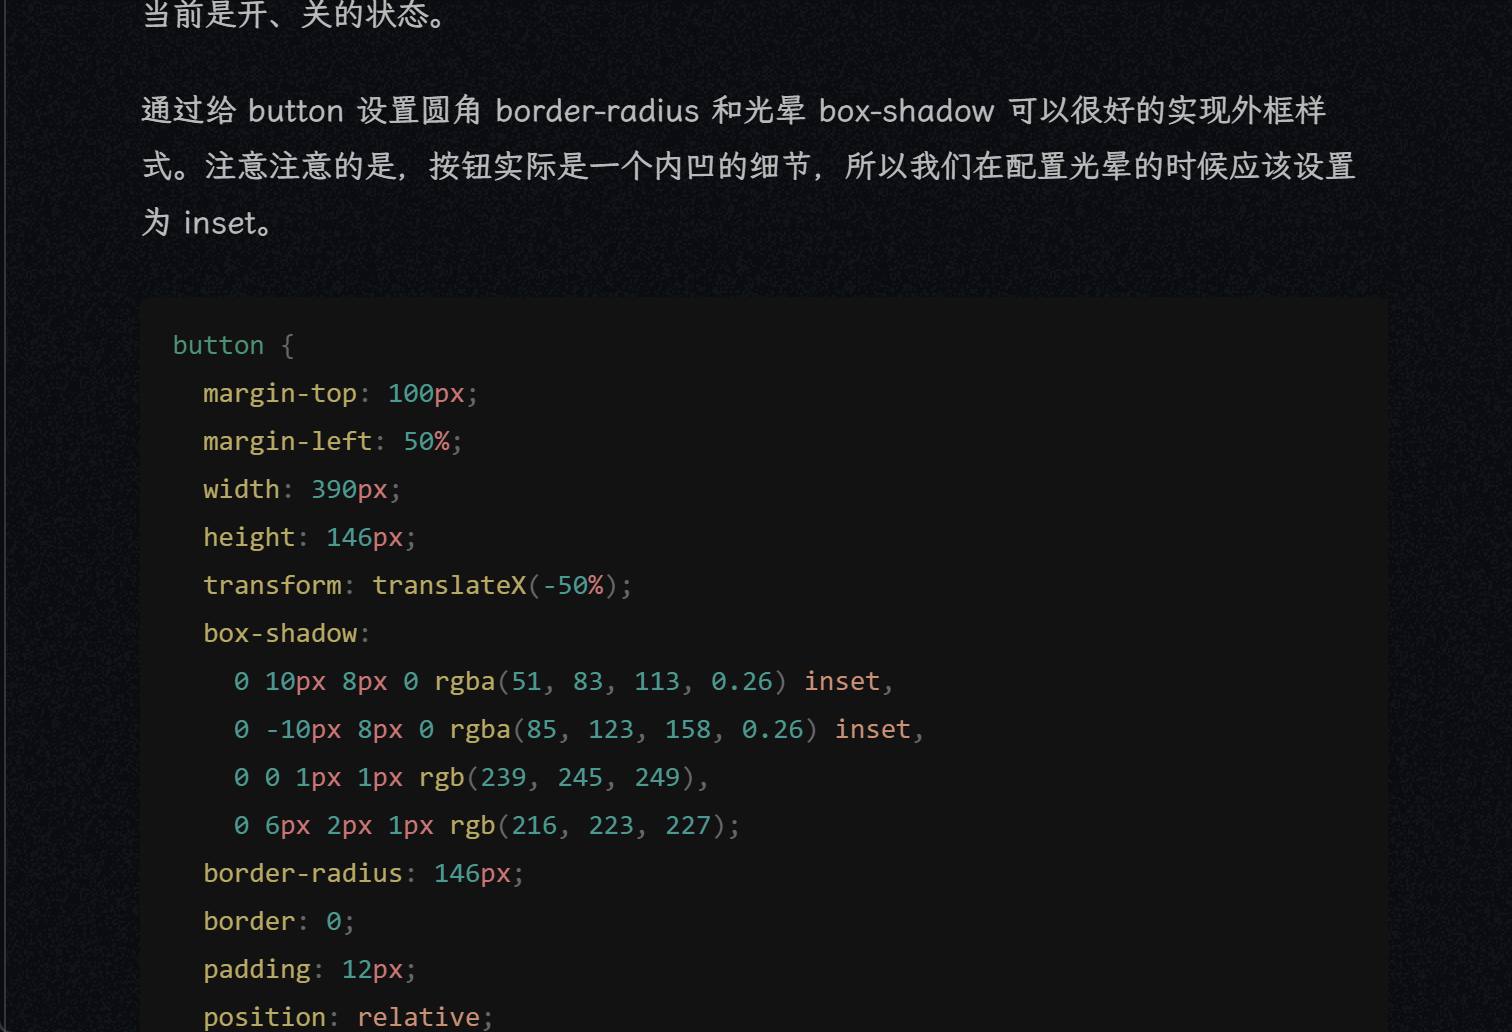 当前是开、关的状态。
通过给 button 设置圆角 border-radius 和光晕 box-shadow 可以很好的实现外框样
式。注意注意的是，按钮实际是一个内凹的细节，所以我们在配置光晕的时候应该设置
为 inset。
button {
  margin-top: 100px;
  margin-left: 50%;
  width: 390px;
  height: 146px;
  transform: translateX(-50%);
  box-shadow:
    0 10px 8px 0 rgba(51, 83, 113, 0.26) inset,
    0 -10px 8px 0 rgba(85, 123, 158, 0.26) inset,
    0 0 1px 1px rgb(239, 245, 249),
    0 6px 2px 1px rgb(216, 223, 227);
  border-radius: 146px;
  border: 0;
  padding: 12px;
  position: relative;